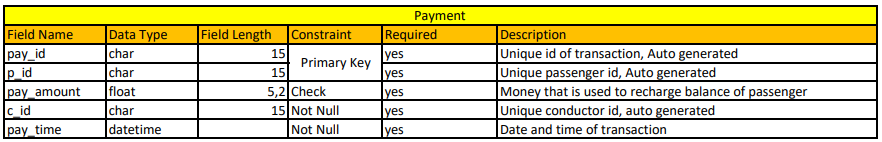 Payment
Field Name Data Type Field Length Constraint Required Description
pay_id char 15 Primary Key yes Unique id of transaction, Auto generated
p_id char 15 yes Unique passenger id, Auto generated
pay_amount float 5,2 Check yes Money that is used to recharge balance of passenger
c_id char 15 Not Null yes Unique conductor id, auto generated
pay_time datetime Not Null yes Date and time of transaction